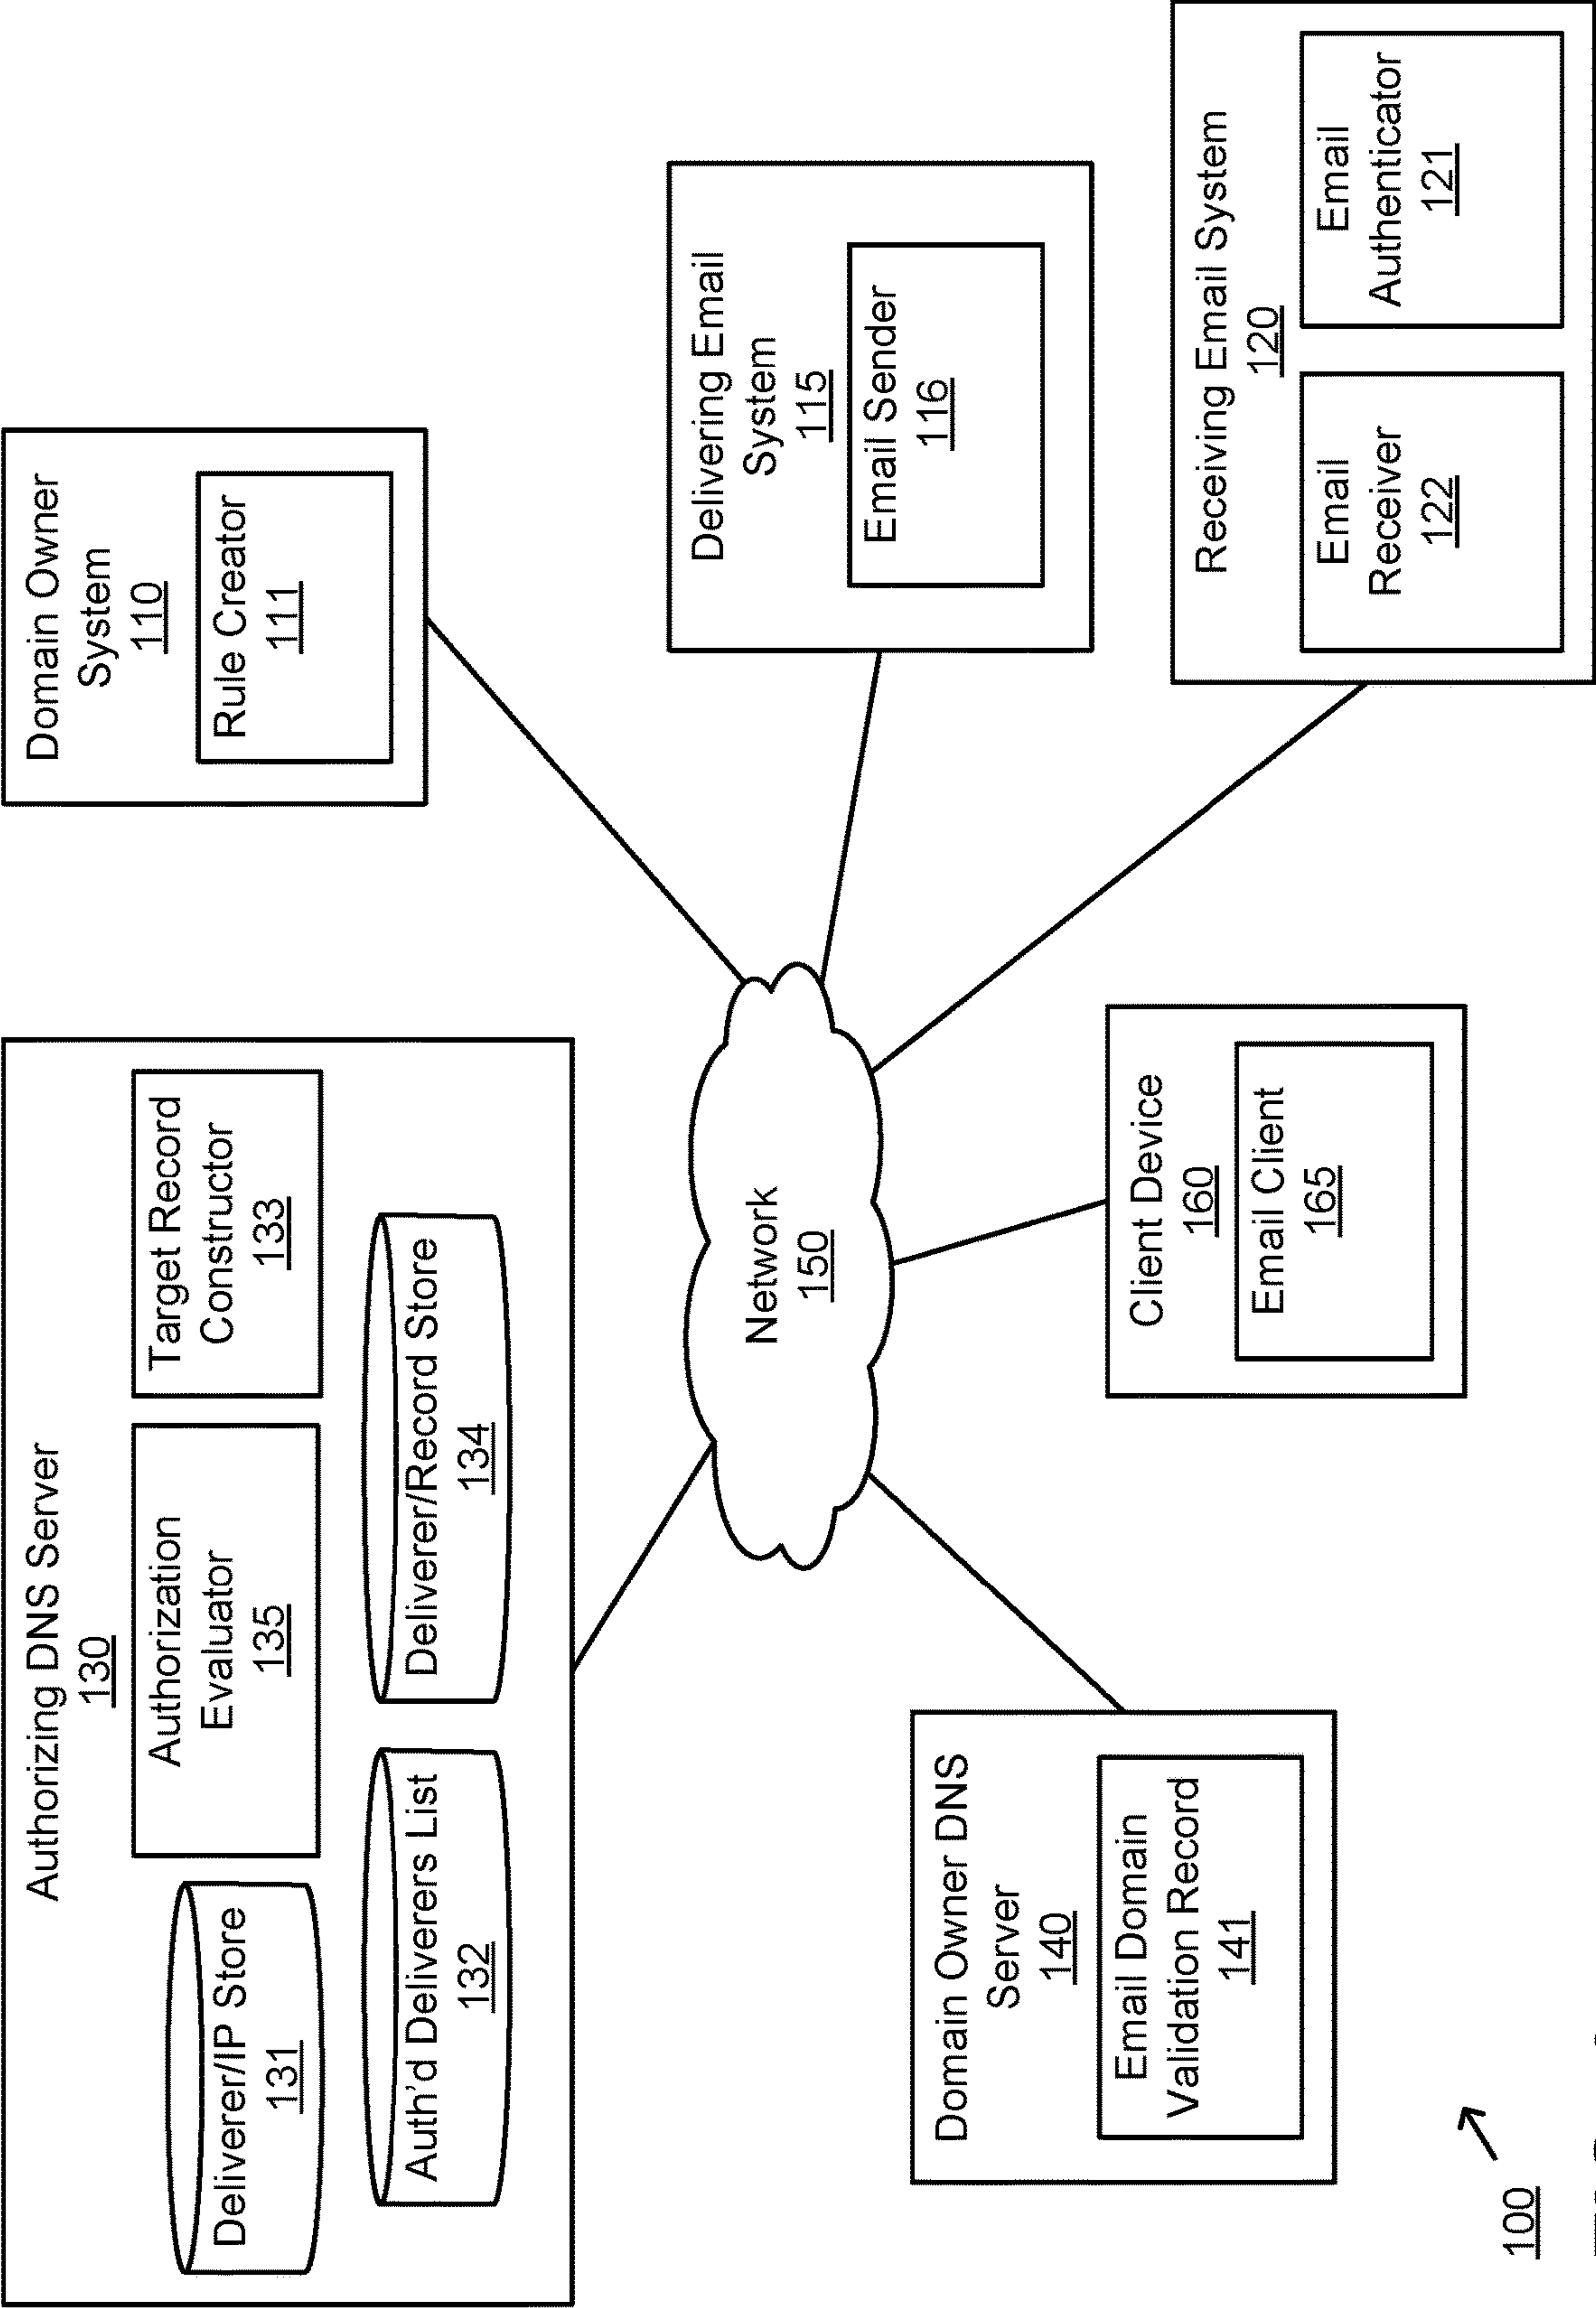 Authorizing DNS Server
130
Deliverer/IP Store
131
Authorization
Evaluator
135
Target Record
Constructor
133
Auth'd Deliverers List
132
Deliverer/Record Store
134
Domain Owner
System
110
Rule Creator
111
Network
150
Delivering Email
System
115
Email Sender
116
Domain Owner DNS
Server
140
Email Domain
Validation Record
141
Client Device
160
Email Client
165
Receiving Email System
120
Email
Receiver
122
Email
Authenticator
121
100